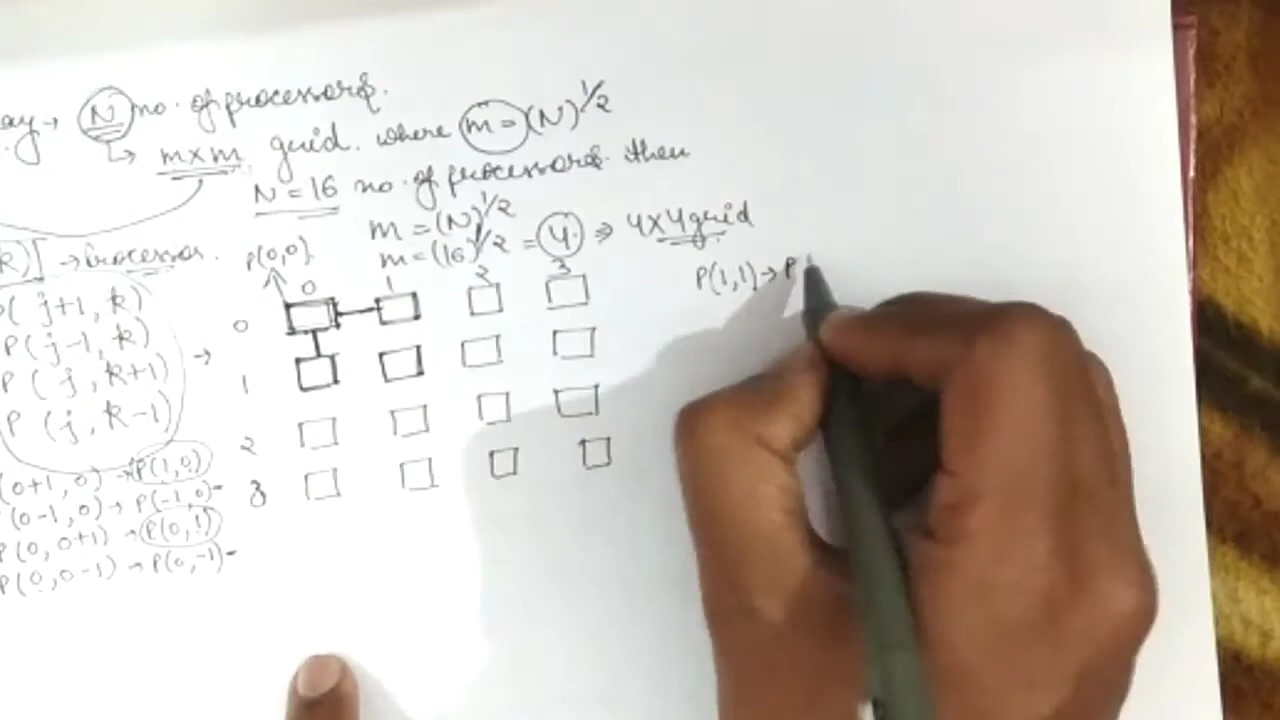 ay→ N no. of processors.
↳ mxm grid. where m = (N)^1/2
N = 16 no. of processors then
m = (N)^1/2
m = (16)^1/2 = 4. ⇒ 4X4 grid
k)] → Processor. P(0,0)
P(1,1) → P
0 1 2 3
0
1
2
3
( j+1, k)
P( j-1, k)
P ( j, k+1)
P ( j, k-1)
→
(0+1, 0) → P(1,0)
(0-1, 0) → P(-1,0)-
P(0, 0+1) → P(0,1)
P(0,0-1) → P(0,-1)-